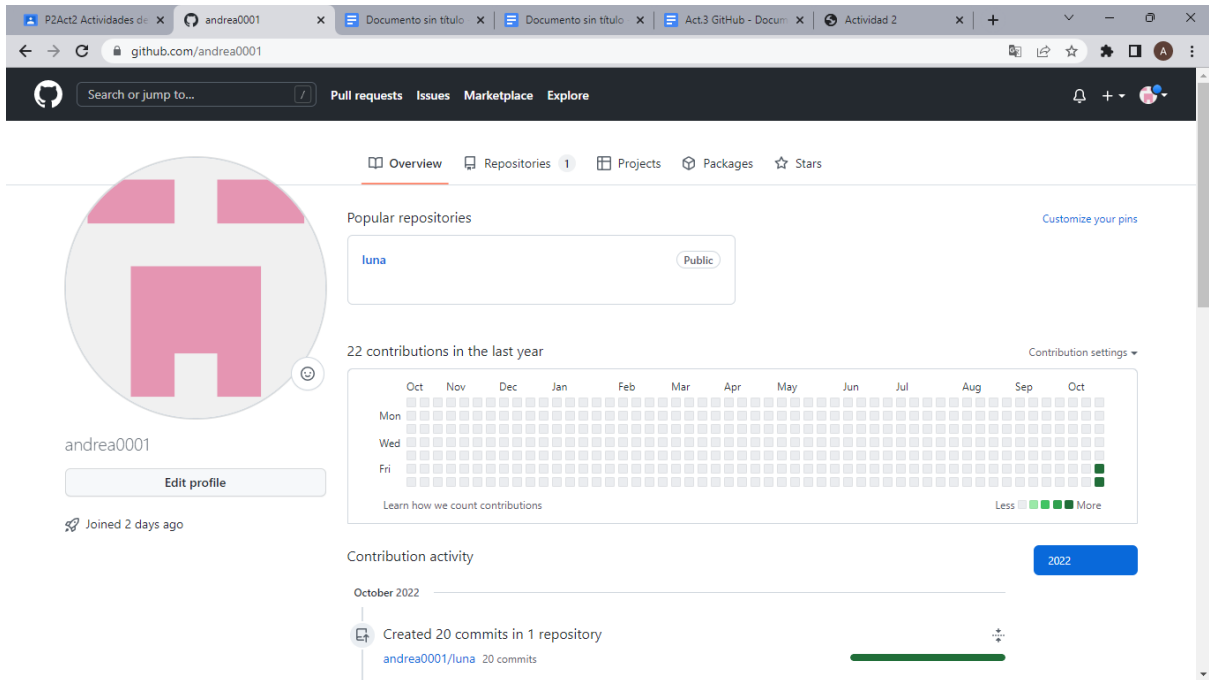 P2Act2 Actividades de
andrea0001
Documento sin título
Documento sin título
Act.3 GitHub - Docum
Actividad 2
github.com/andrea0001
A
Search or jump to...
/
Pull requests Issues Marketplace Explore
Overview Repositories 1 Projects Packages Stars
Popular repositories
Customize your pins
luna
Public
22 contributions in the last year
Contribution settings
Oct Nov Dec Jan Feb Mar Apr May Jun Jul Aug Sep Oct
Mon
Wed
Fri
Learn how we count contributions
Less More
andrea0001
Edit profile
Joined 2 days ago
Contribution activity
2022
October 2022
Created 20 commits in 1 repository
andrea0001/luna 20 commits